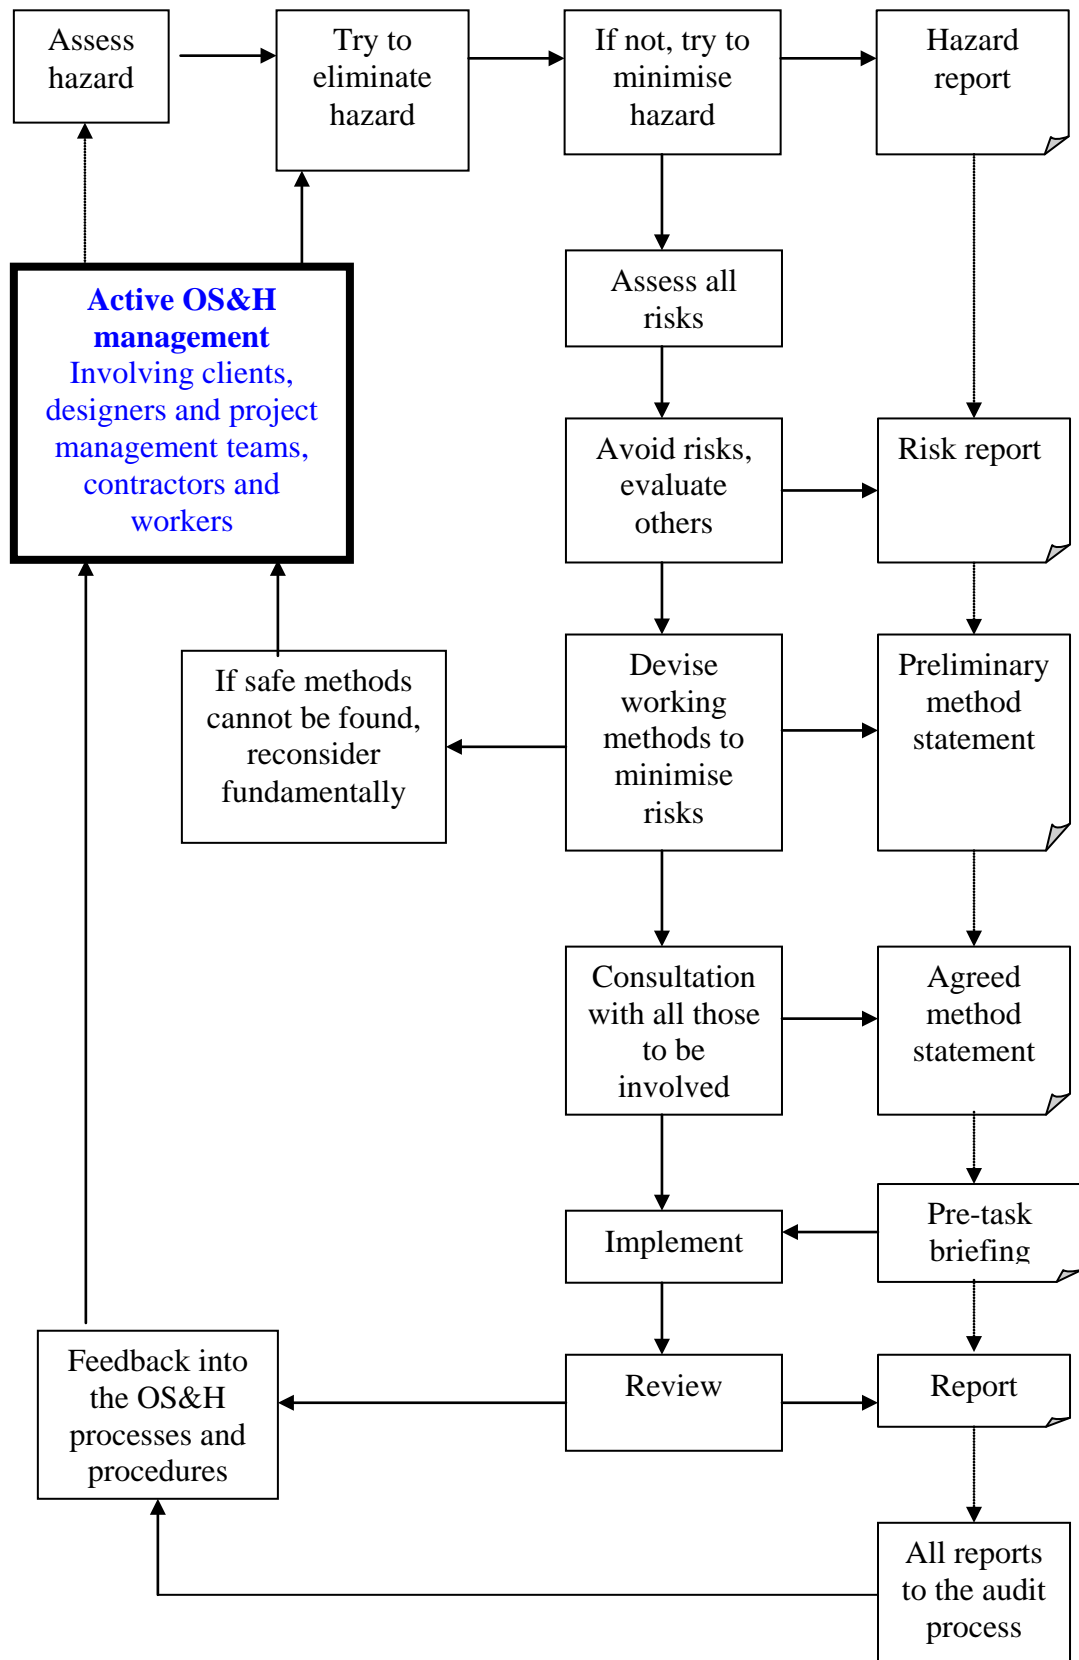 Assess
hazard
Try to
eliminate
hazard
If not, try to
minimise
hazard
Hazard
report
Active OS&H
management
Involving clients,
designers and project
management teams,
contractors and
workers
Assess all
risks
Avoid risks,
evaluate
others
Risk report
If safe methods
cannot be found,
reconsider
fundamentally
Devise
working
methods to
minimise
risks
Preliminary
method
statement
Consultation
with all those
to be
involved
Agreed
method
statement
Implement
Pre-task
briefing
Feedback into
the OS&H
processes and
procedures
Review
Report
All reports
to the audit
process